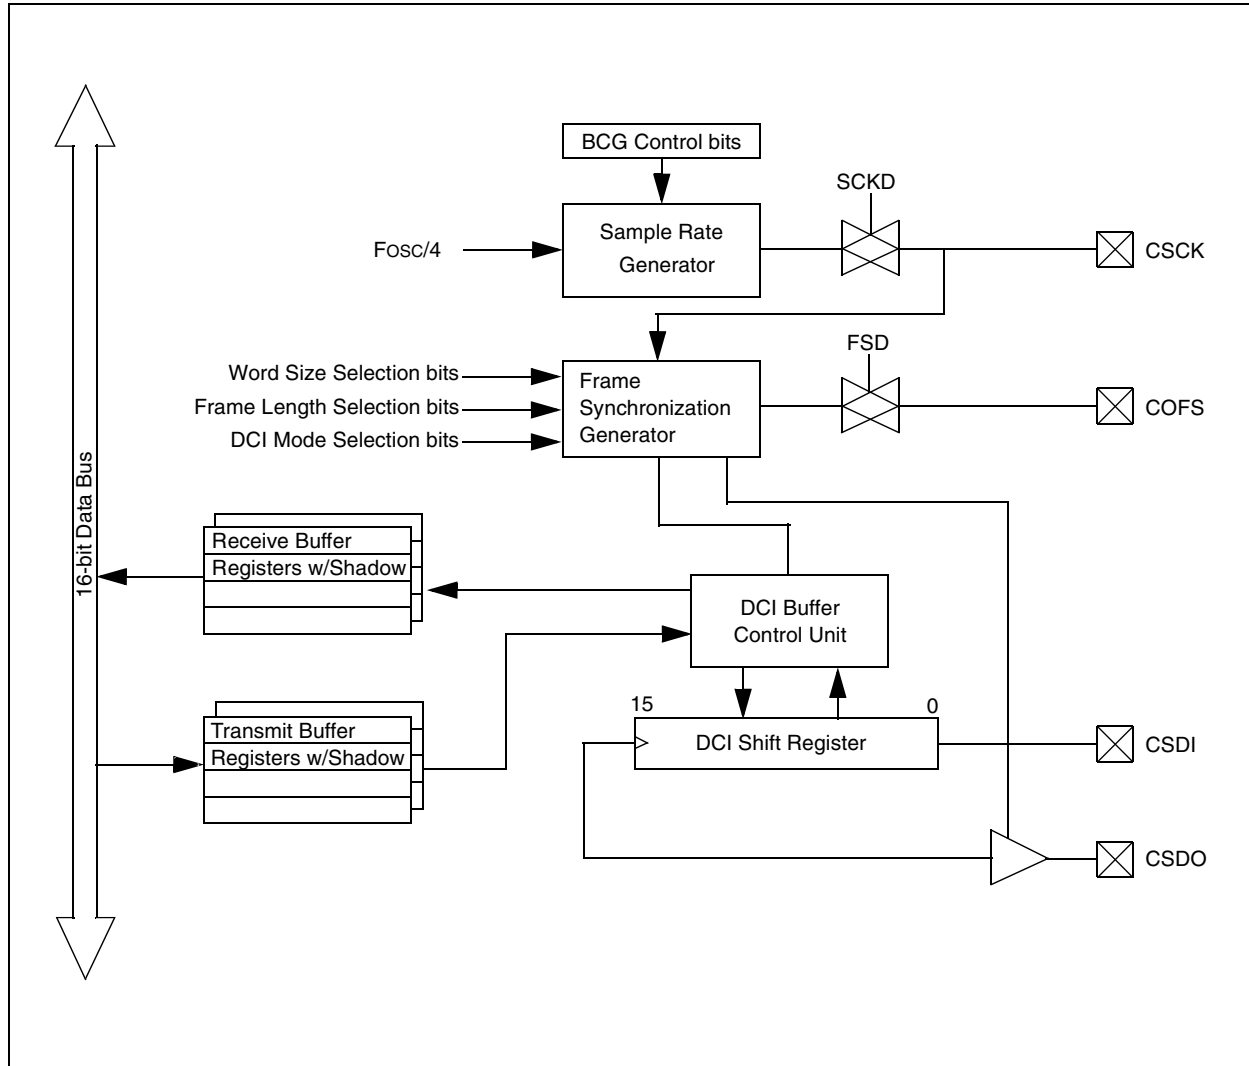 BCG Control bits
SCKD
Sample Rate
Generator
FOSC/4
CSCK
FSD
Word Size Selection bits
Frame Length Selection bits
DCI Mode Selection bits
Frame
Synchronization
Generator
COFS
16-bit Data Bus
Receive Buffer
Registers w/Shadow
DCI Buffer
Control Unit
Transmit Buffer
Registers w/Shadow
15
0
DCI Shift Register
CSDI
CSDO